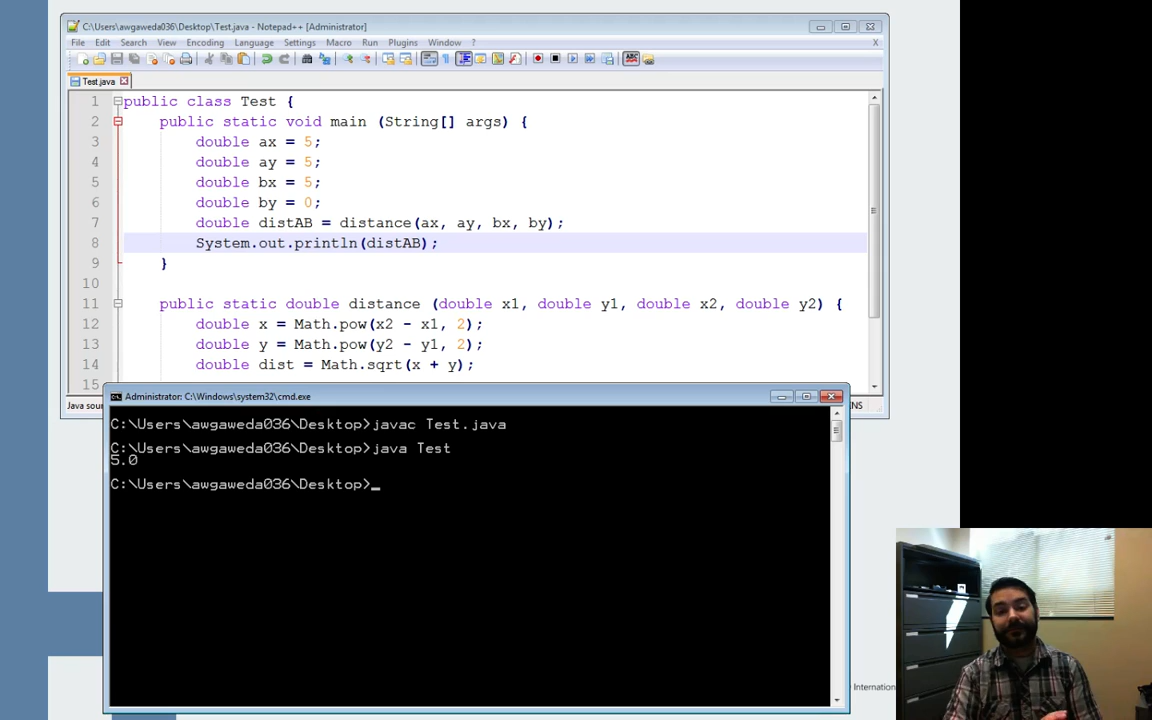 C:\Users\awgaweda036\Desktop\Test.java - Notepad++ [Administrator]
File Edit Search View Encoding Language Settings Macro Run Plugins Window ? X
Test.java
1 public class Test {
2 public static void main (String[] args) {
3 double ax = 5;
4 double ay = 5;
5 double bx = 5;
6 double by = 0;
7 double distAB = distance(ax, ay, bx, by);
8 System.out.println(distAB);
9 }
10
11 public static double distance (double x1, double y1, double x2, double y2) {
12 double x = Math.pow(x2 - x1, 2);
13 double y = Math.pow(y2 - y1, 2);
14 double dist = Math.sqrt(x + y);
15
Java sour
NS
Administrator: C:\Windows\system32\cmd.exe
C:\Users\awgaweda036\Desktop>javac Test.java
C:\Users\awgaweda036\Desktop>java Test
5.0
C:\Users\awgaweda036\Desktop>_
International